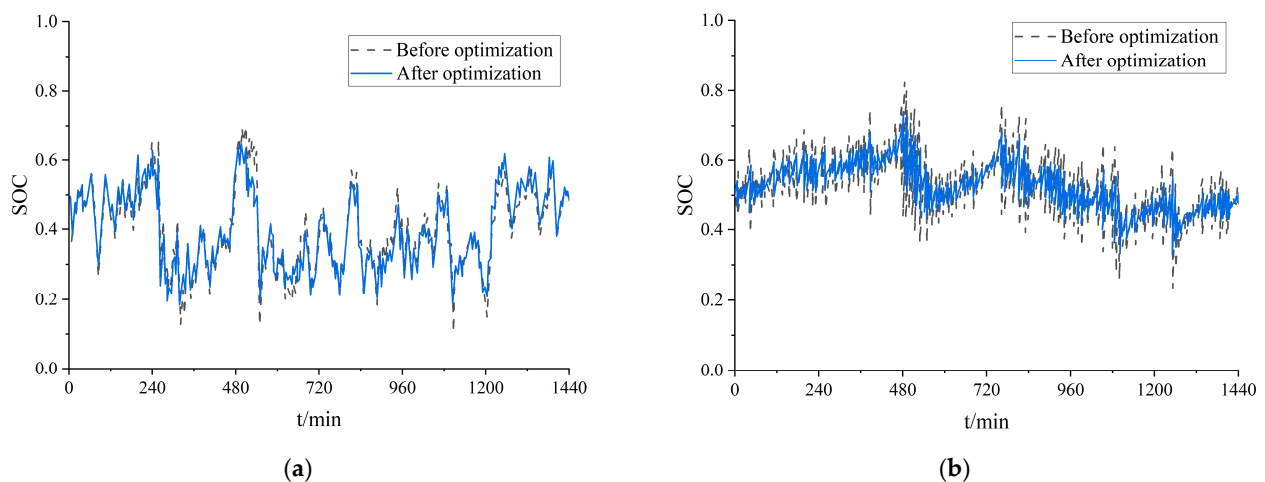 1.0
0.8
0.6
0.4
0.2
0.0
SOC
Before optimization
After optimization
0 240 480 720 960 1200 1440
t/min
(a)
1.0
0.8
0.6
0.4
0.2
0.0
SOC
Before optimization
After optimization
0 240 480 720 960 1200 1440
t/min
(b)